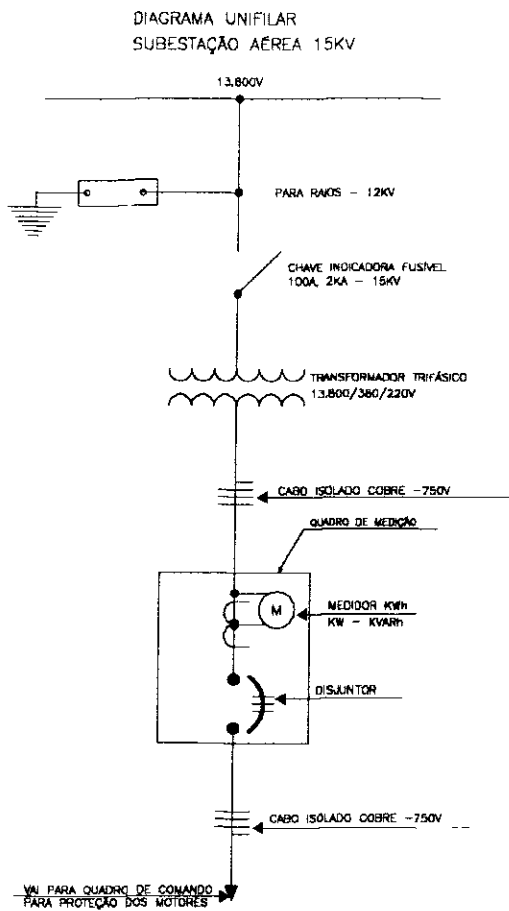 DIAGRAMA UNIFILAR
SUBESTAÇÃO AÉREA 15KV
13.800V
PARA RAIOS - 12KV
CHAVE INDICADORA FUSÍVEL
100A, 2KA - 15KV
TRANSFORMADOR TRIFÁSICO
13.800/380/220V
CABO ISOLADO COBRE -750V
QUADRO DE MEDIÇÃO
M
MEDIDOR KWh
KW - KVARh
DISJUNTOR
CABO ISOLADO COBRE -750V
VAI PARA QUADRO DE COMANDO
PARA PROTEÇÃO DOS MOTORES